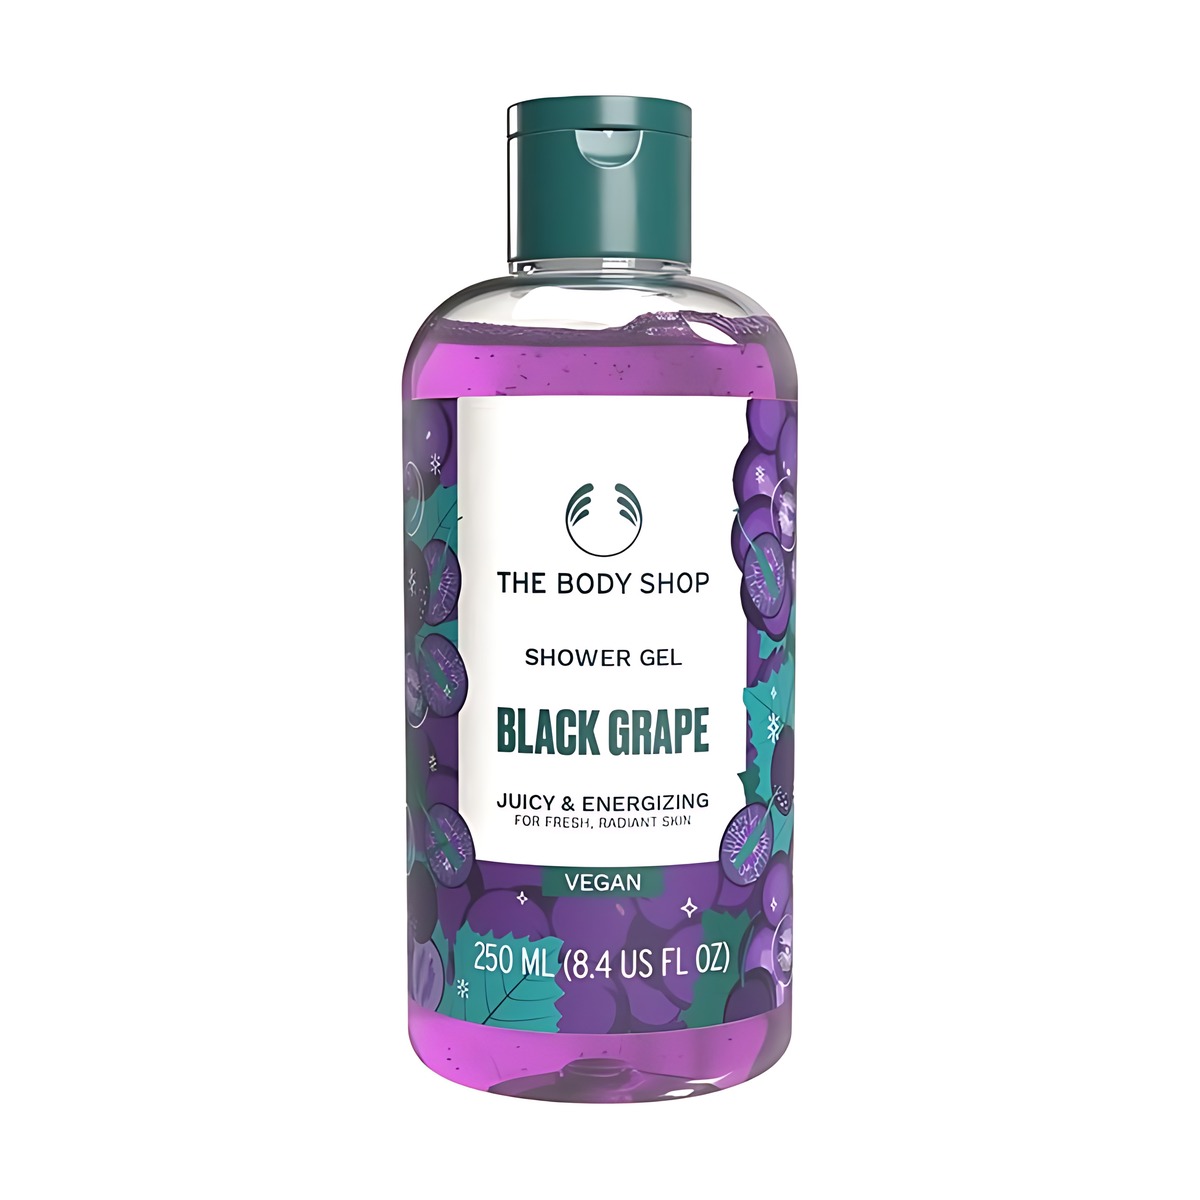 THE BODY SHOP
SHOWER GEL
BLACK GRAPE
JUICY & ENERGIZING
FOR FRESH, RADIANT SKIN
VEGAN
250 ML (8.4 US FL OZ)